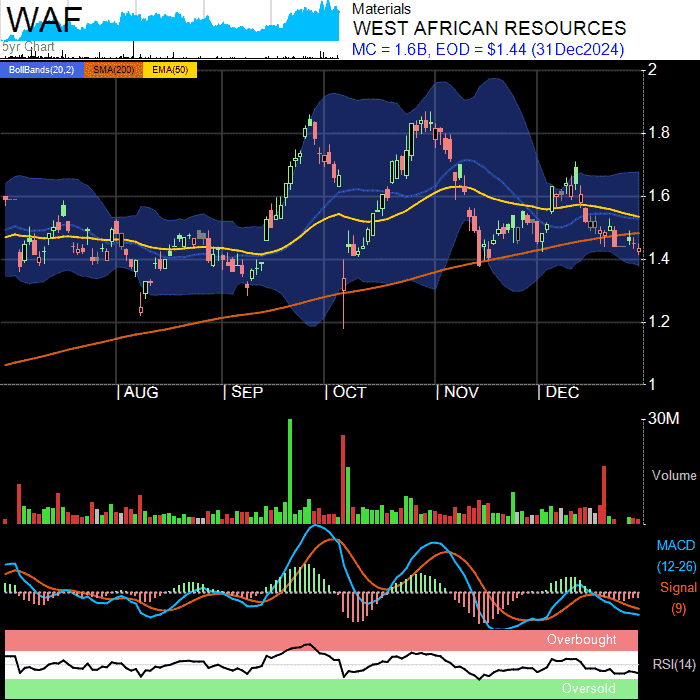 WAF
5yr Chart
Materials
WEST AFRICAN RESOURCES
MC = 1.6B, EOD = $1.44 (31Dec2024)
BollBands(20,2) SMA(200) EMA(50)
2
1.8
1.6
1.4
1.2
1
| AUG | SEP | OCT | NOV | DEC
30M
Volume
MACD
(12-26)
Signal
(9)
Overbought
RSI(14)
Oversold